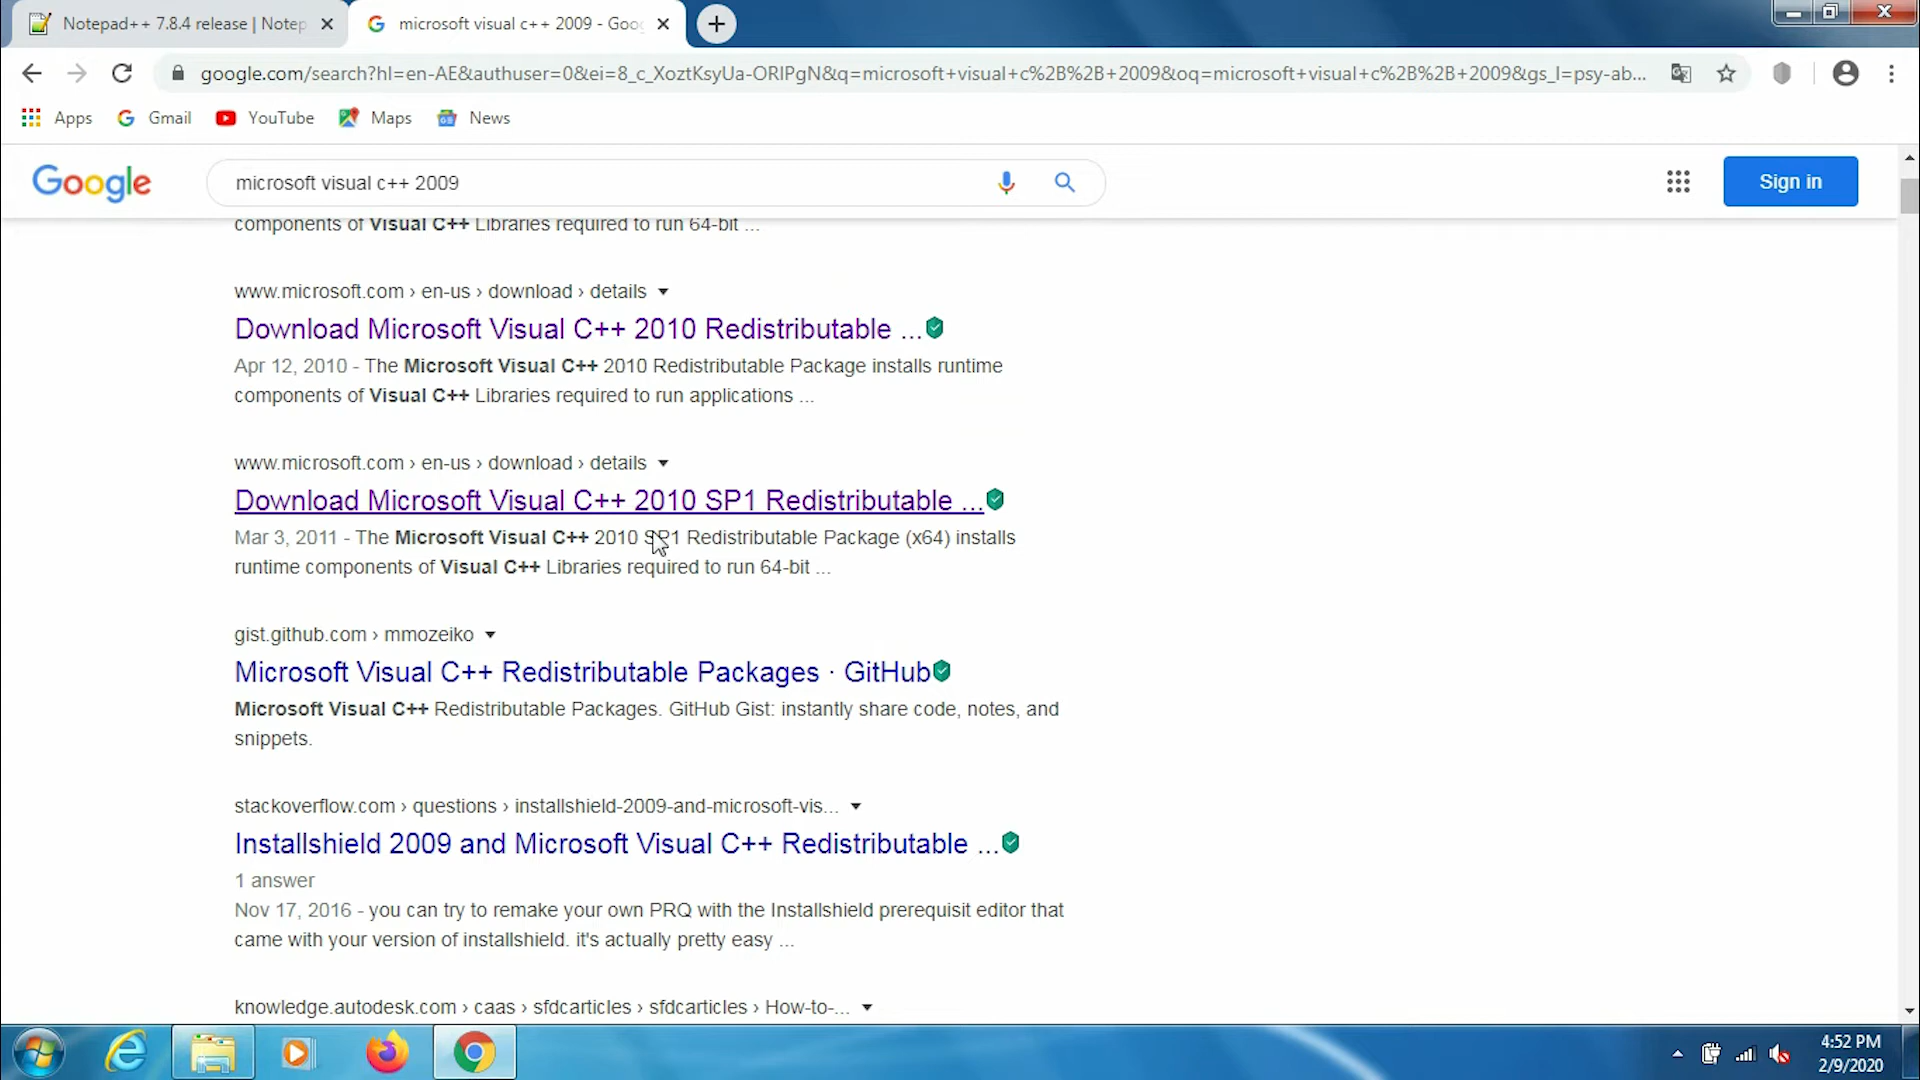 Notepad++ 7.8.4 release | Notep
microsoft visual c++ 2009 - Goo
google.com/search?hl=en-AE&authuser=0&ei=8_c_XoztKsyUa-ORlPgN&q=microsoft+visual+c%2B%2B+2009&oq=microsoft+visual+c%2B%2B+2009&gs_l=psy-ab...
Apps Gmail YouTube Maps News
Google
microsoft visual c++ 2009
Sign in
components of Visual C++ Libraries required to run 64-bit ...
www.microsoft.com › en-us › download › details
Download Microsoft Visual C++ 2010 Redistributable ...
Apr 12, 2010 - The Microsoft Visual C++ 2010 Redistributable Package installs runtime
components of Visual C++ Libraries required to run applications ...
www.microsoft.com › en-us › download › details
Download Microsoft Visual C++ 2010 SP1 Redistributable ...
Mar 3, 2011 - The Microsoft Visual C++ 2010 SP1 Redistributable Package (x64) installs
runtime components of Visual C++ Libraries required to run 64-bit ...
gist.github.com › mmozeiko
Microsoft Visual C++ Redistributable Packages · GitHub
Microsoft Visual C++ Redistributable Packages. GitHub Gist: instantly share code, notes, and
snippets.
stackoverflow.com › questions › installshield-2009-and-microsoft-vis...
Installshield 2009 and Microsoft Visual C++ Redistributable ...
1 answer
Nov 17, 2016 - you can try to remake your own PRQ with the Installshield prerequisit editor that
came with your version of installshield. it's actually pretty easy ...
knowledge.autodesk.com › caas › sfdcarticles › sfdcarticles › How-to-...
4:52 PM
2/9/2020